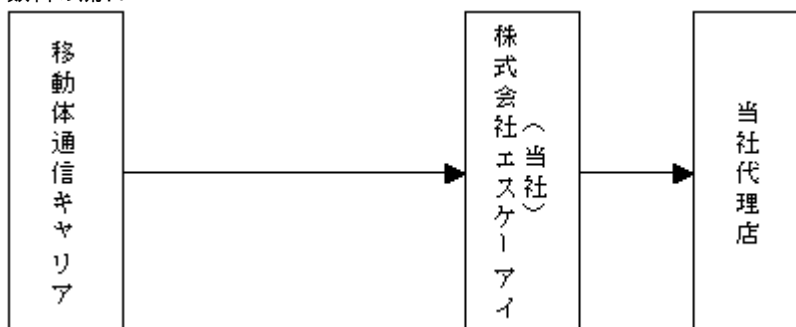 移動体通信キャリア
株式会社エスケーアイ
(当社)
当社代理店